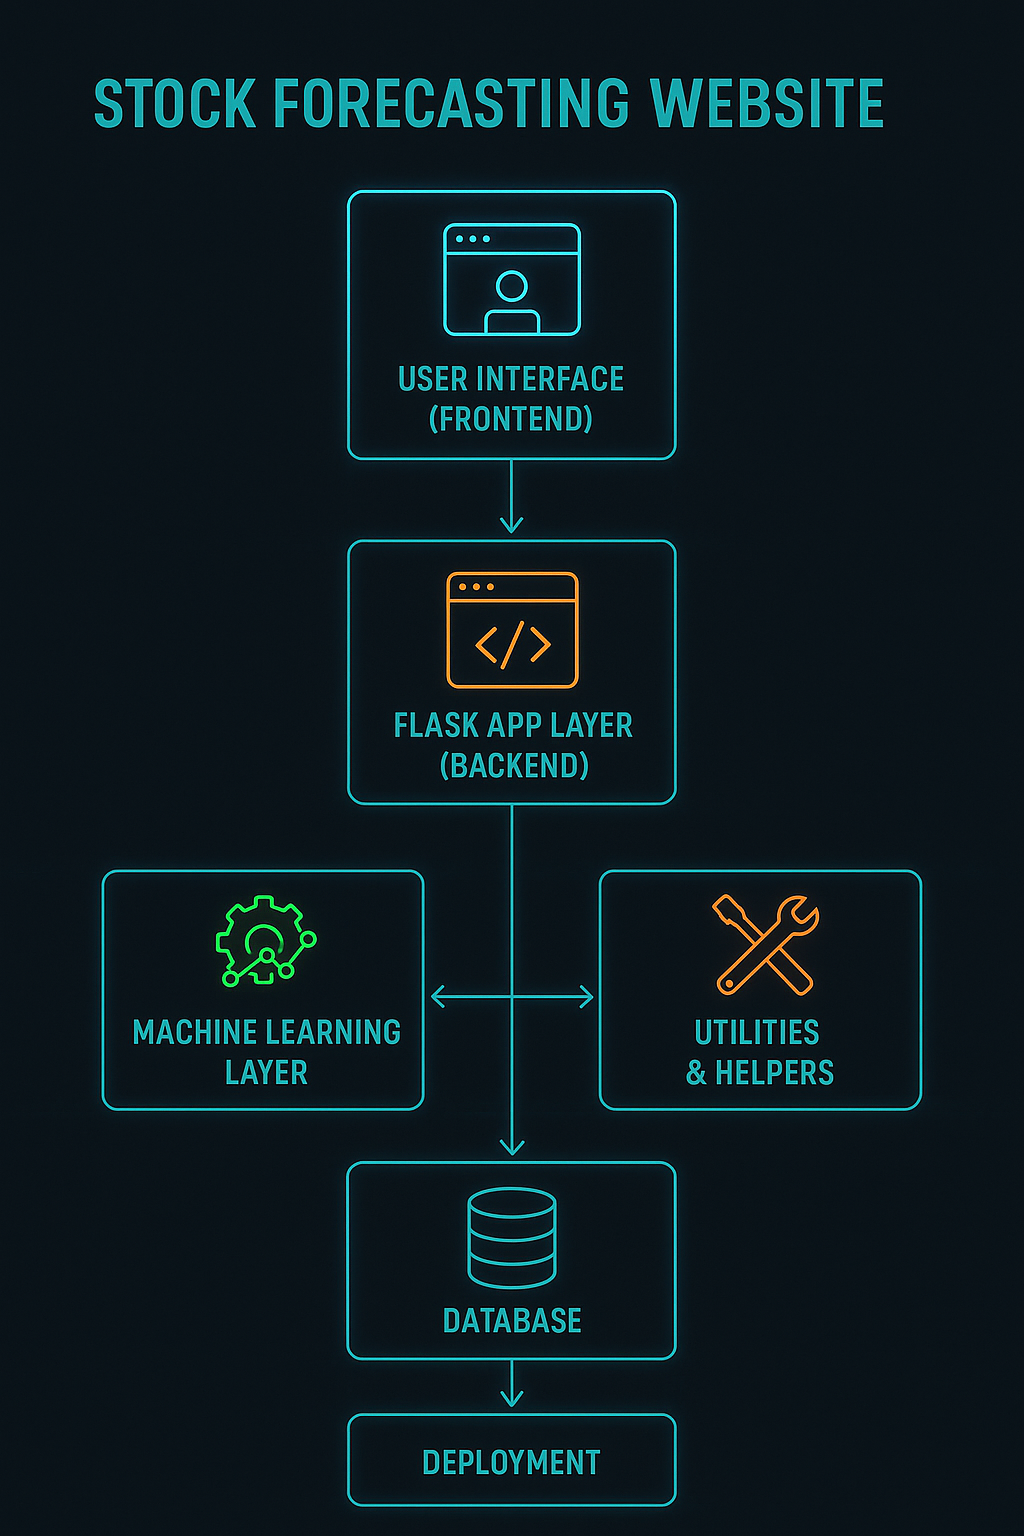 STOCK FORECASTING WEBSITE
USER INTERFACE
(FRONTEND)
FLASK APP LAYER
(BACKEND)
MACHINE LEARNING
LAYER
UTILITIES
& HELPERS
DATABASE
DEPLOYMENT